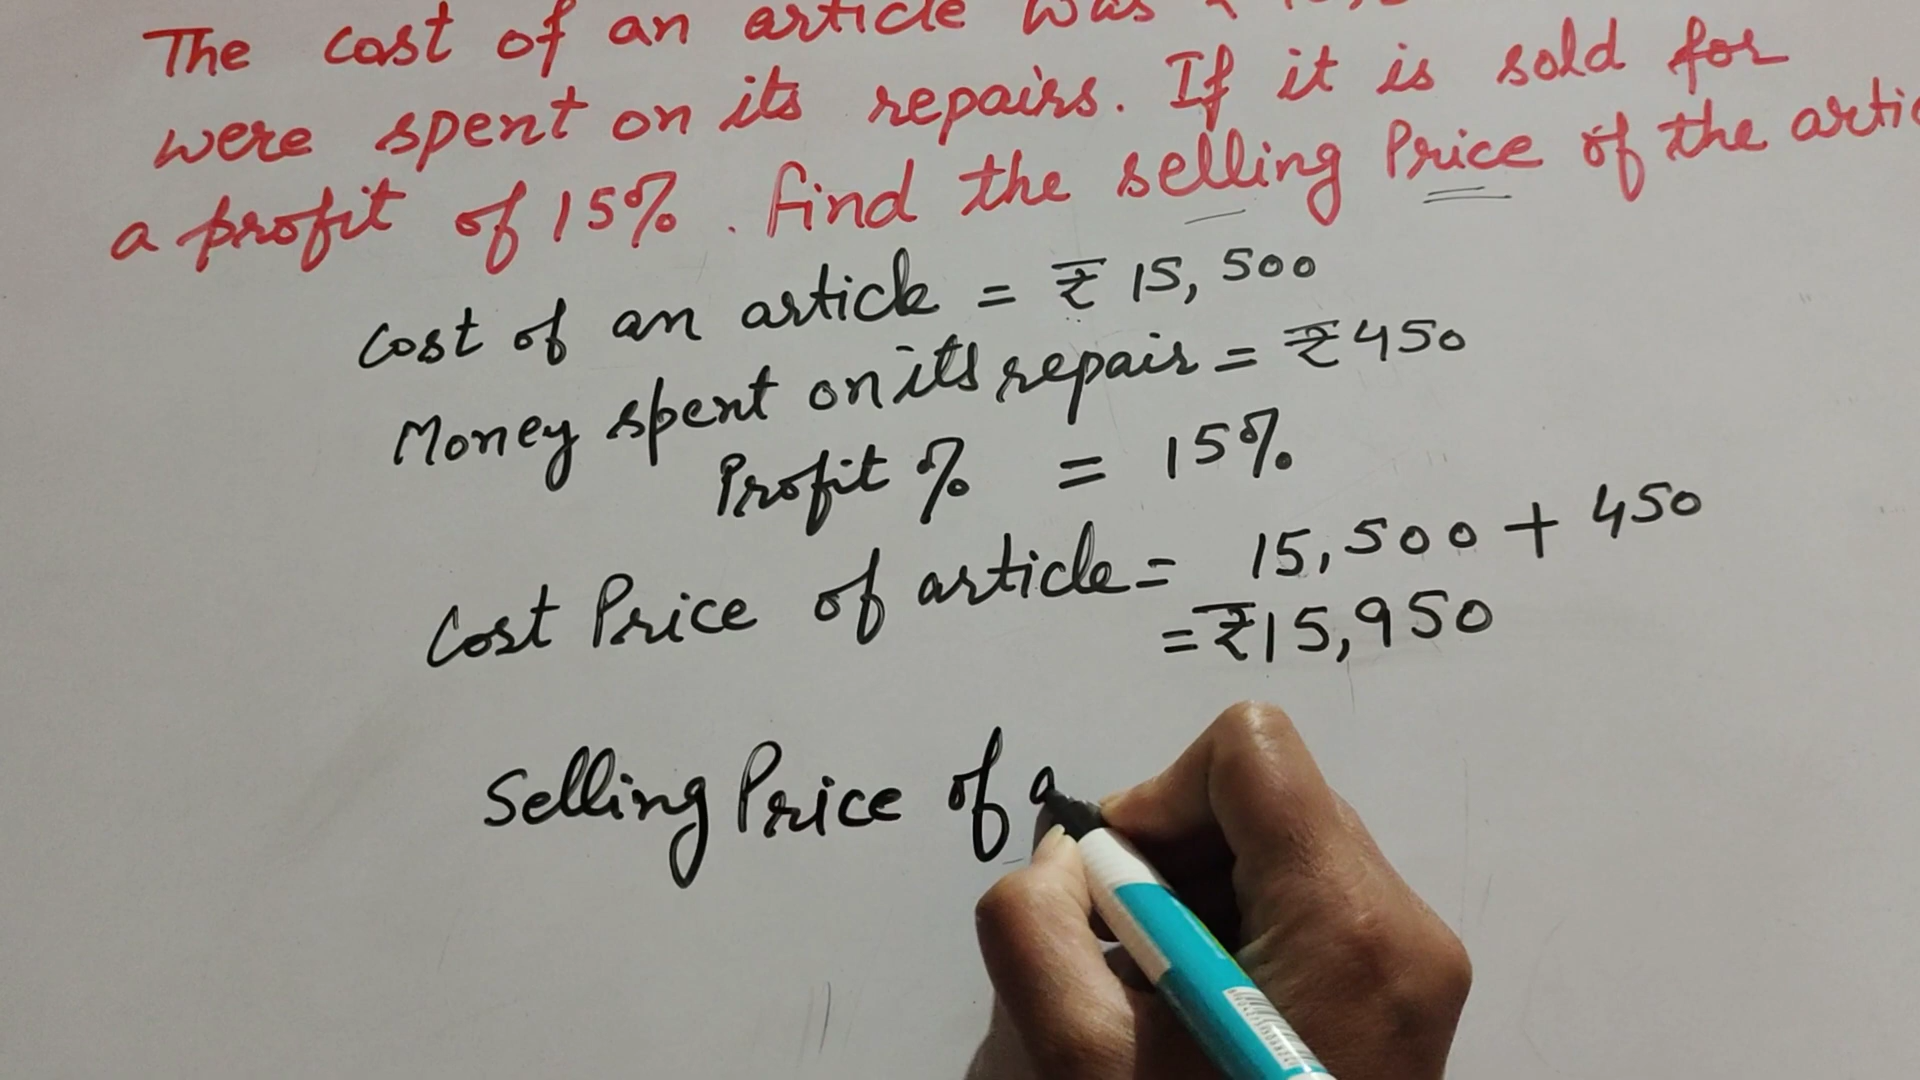 The cost of an article was ₹
were spent on its repairs. If it is sold for
a profit of 15%. find the selling Price of the artic
Cost of an article = ₹ 15,500
Money spent on its repair = ₹450
Profit % = 15%
Cost Price of article = 15,500 + 450
= ₹15,950
Selling Price of a